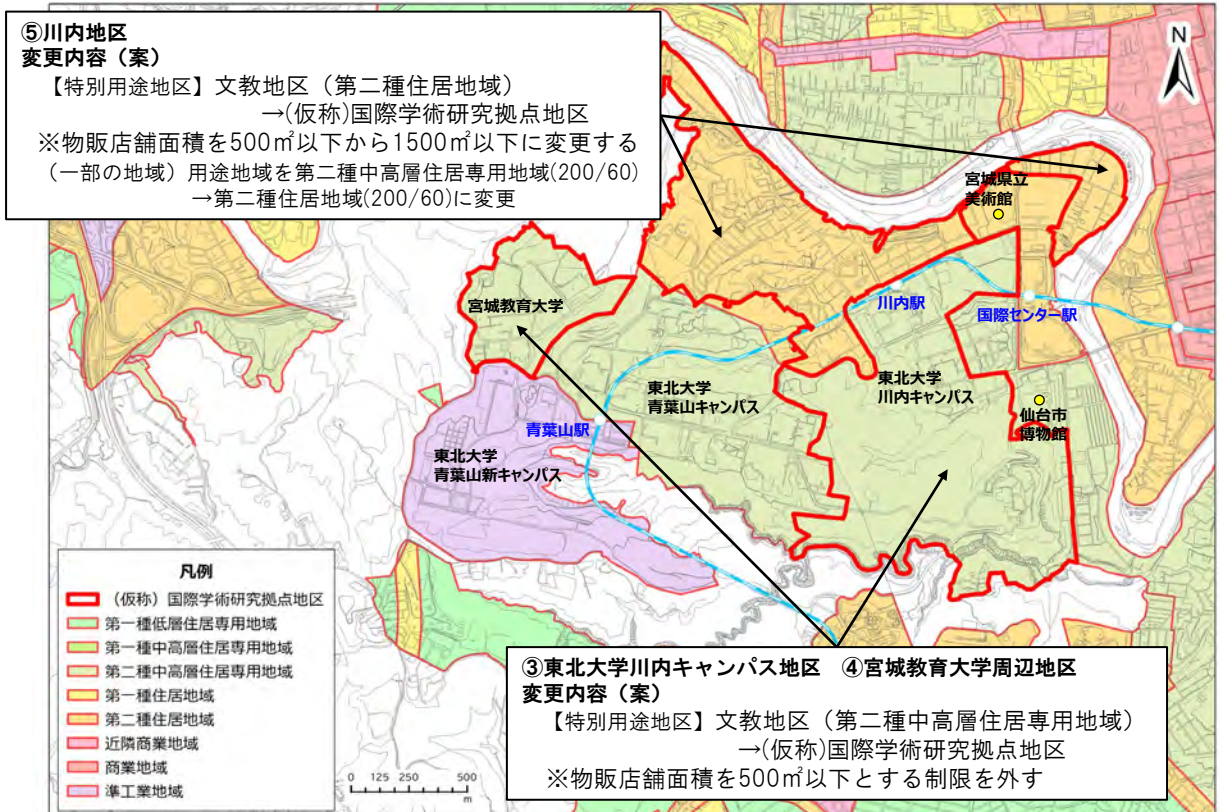 ⑤川内地区
変更内容（案）
【特別用途地区】文教地区（第二種住居地域）
→(仮称)国際学術研究拠点地区
※物販店舗面積を500㎡以下から1500㎡以下に変更する
（一部の地域）用途地域を第二種中高層住居専用地域(200/60)
→第二種住居地域(200/60)に変更
N
宮城県立
美術館
川内駅
国際センター駅
宮城教育大学
東北大学
青葉山キャンパス
東北大学
川内キャンパス
仙台市
博物館
青葉山駅
東北大学
青葉山新キャンパス
凡例
（仮称）国際学術研究拠点地区
第一種低層住居専用地域
第一種中高層住居専用地域
第二種中高層住居専用地域
第一種住居地域
第二種住居地域
近隣商業地域
商業地域
準工業地域
0 125 250 500
m
③東北大学川内キャンパス地区 ④宮城教育大学周辺地区
変更内容（案）
【特別用途地区】文教地区（第二種中高層住居専用地域）
→(仮称)国際学術研究拠点地区
※物販店舗面積を500㎡以下とする制限を外す